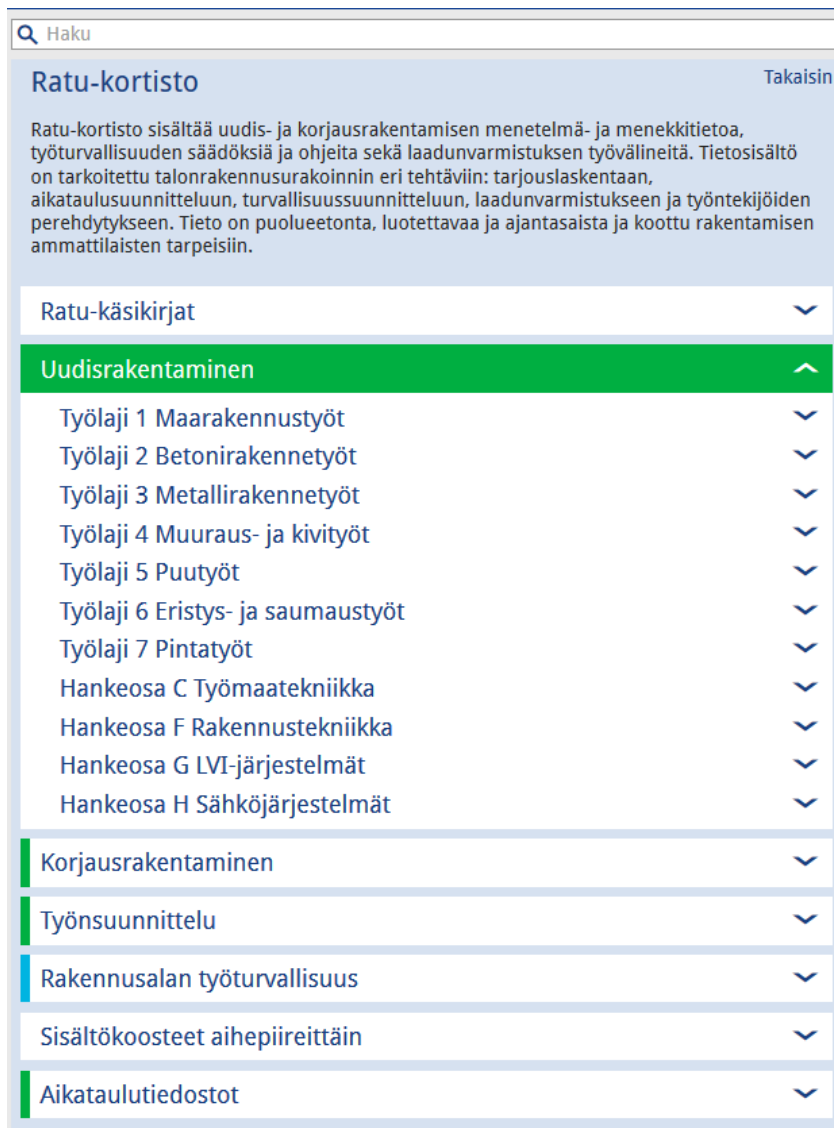 Haku
Ratu-kortisto
Takaisin
Ratu-kortisto sisältää uudis- ja korjausrakentamisen menetelmä- ja menekkitietoa,
työturvallisuuden säädöksiä ja ohjeita sekä laadunvarmistuksen työvälineitä. Tietosisältö
on tarkoitettu talonrakennusurakoinnin eri tehtäviin: tarjouslaskentaan,
aikataulusuunnitteluun, turvallisuussuunnitteluun, laadunvarmistukseen ja työntekijöiden
perehdytykseen. Tieto on puolueetonta, luotettavaa ja ajantasaista ja koottu rakentamisen
ammattilaisten tarpeisiin.
Ratu-käsikirjat
Uudisrakentaminen
Työlaji 1 Maarakennustyöt
Työlaji 2 Betonirakennetyöt
Työlaji 3 Metallirakennetyöt
Työlaji 4 Muuraus- ja kivityöt
Työlaji 5 Puutyöt
Työlaji 6 Eristys- ja saumaustyöt
Työlaji 7 Pintatyöt
Hankeosa C Työmaatekniikka
Hankeosa F Rakennustekniikka
Hankeosa G LVI-järjestelmät
Hankeosa H Sähköjärjestelmät
Korjausrakentaminen
Työnsuunnittelu
Rakennusalan työturvallisuus
Sisältökoosteet aihepiireittäin
Aikataulutiedostot